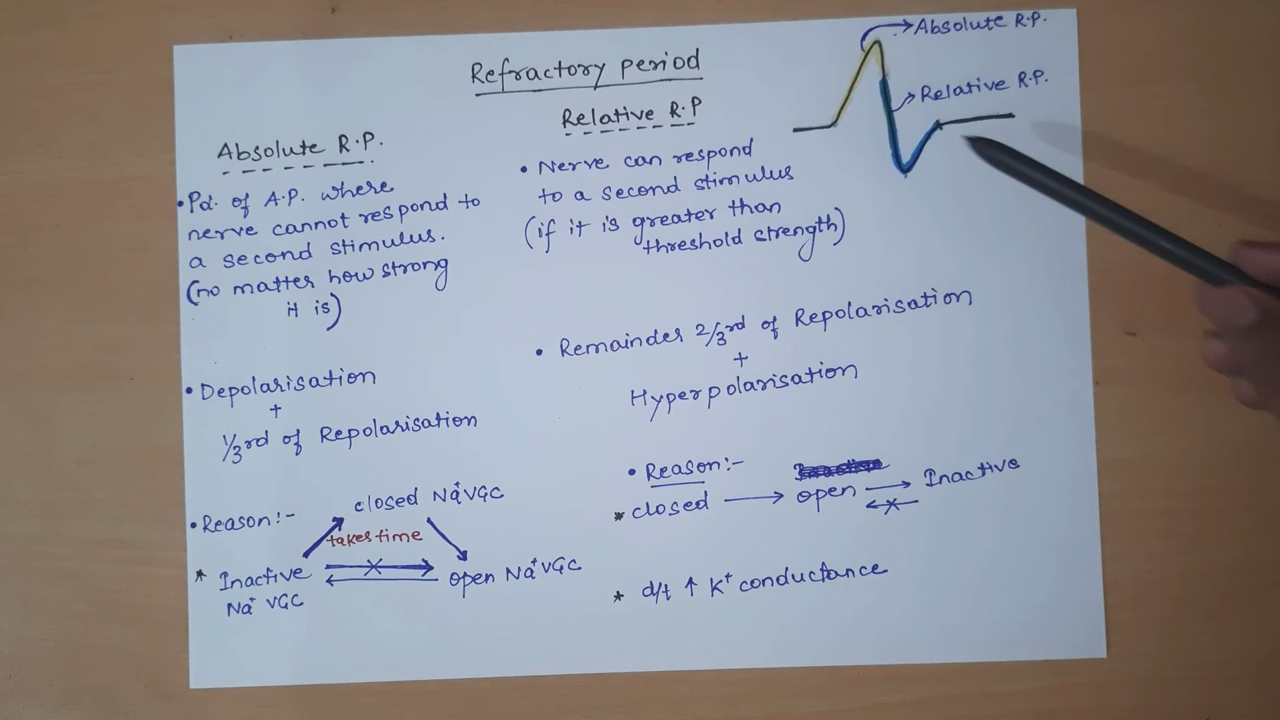 Refractory period
Absolute R.P.
Relative R.P.
Absolute R.P.
• Pd. of A.P. where
nerve cannot respond to
a second stimulus.
(no matter how strong
it is)
• Depolarisation
+
1/3rd of Repolarisation
• Reason:-
closed Na⁺VGC
takes time
* Inactive
Na⁺ VGC
open Na⁺VGC
Relative R.P
• Nerve can respond
to a second stimulus
(if it is greater than
threshold strength)
• Remainder 2/3rd of Repolarisation
+
Hyperpolarisation
• Reason:-
* closed → open → Inactive
* d/t ↑ K⁺ conductance